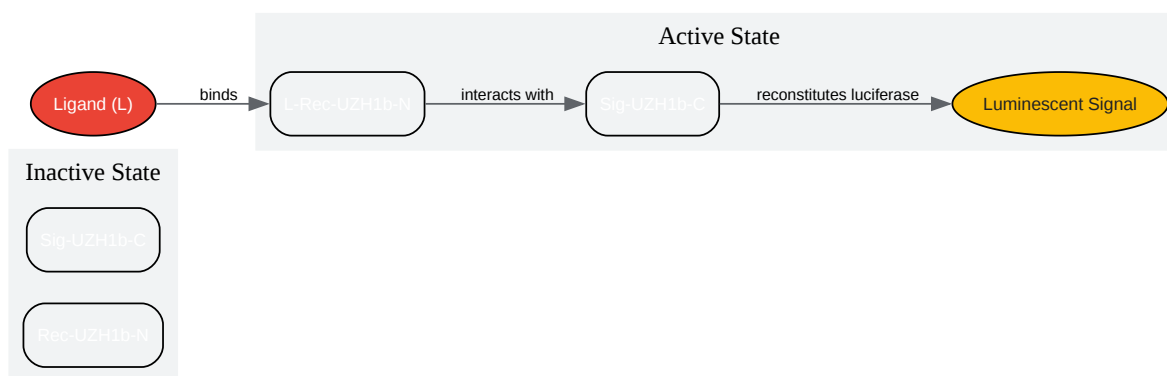 Active State
Ligand (L)
binds
L-Rec-UZH1b-N
interacts with
Sig-UZH1b-C
reconstitutes luciferase
Luminescent Signal
Inactive State
Sig-UZH1b-C
Rec-UZH1b-N